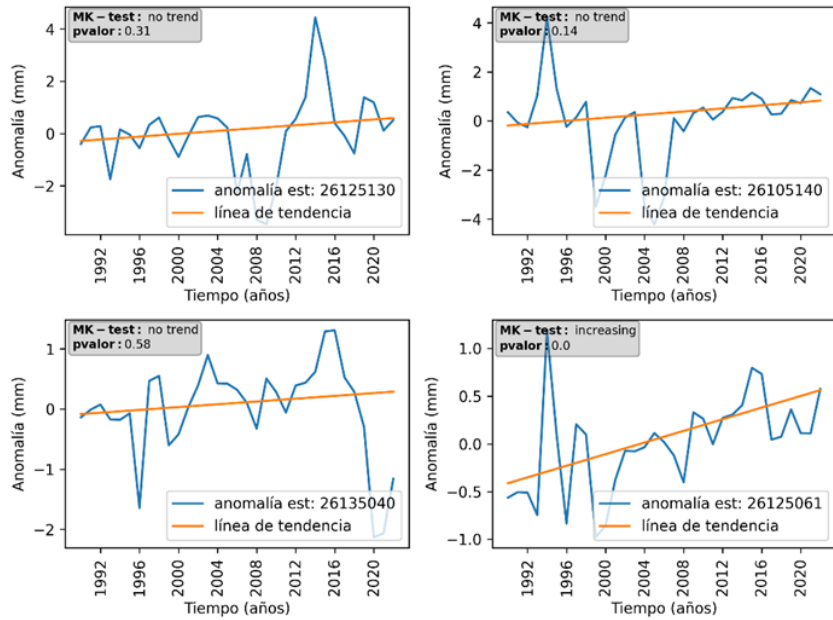 MK-test: no trend
pvalor: 0.31
4
2
0
−2
Anomalía (mm)
anomalía est: 26125130
línea de tendencia
1992
1996
2000
2004
2008
2012
2016
2020
Tiempo (años)
MK-test: no trend
pvalor: 0.14
4
2
0
−2
−4
Anomalía (mm)
anomalía est: 26105140
línea de tendencia
1992
1996
2000
2004
2008
2012
2016
2020
Tiempo (años)
MK-test: no trend
pvalor: 0.58
1
0
−1
−2
Anomalía (mm)
anomalía est: 26135040
línea de tendencia
1992
1996
2000
2004
2008
2012
2016
2020
Tiempo (años)
MK-test: increasing
pvalor: 0.0
1.0
0.5
0.0
−0.5
−1.0
Anomalía (mm)
anomalía est: 26125061
línea de tendencia
1992
1996
2000
2004
2008
2012
2016
2020
Tiempo (años)